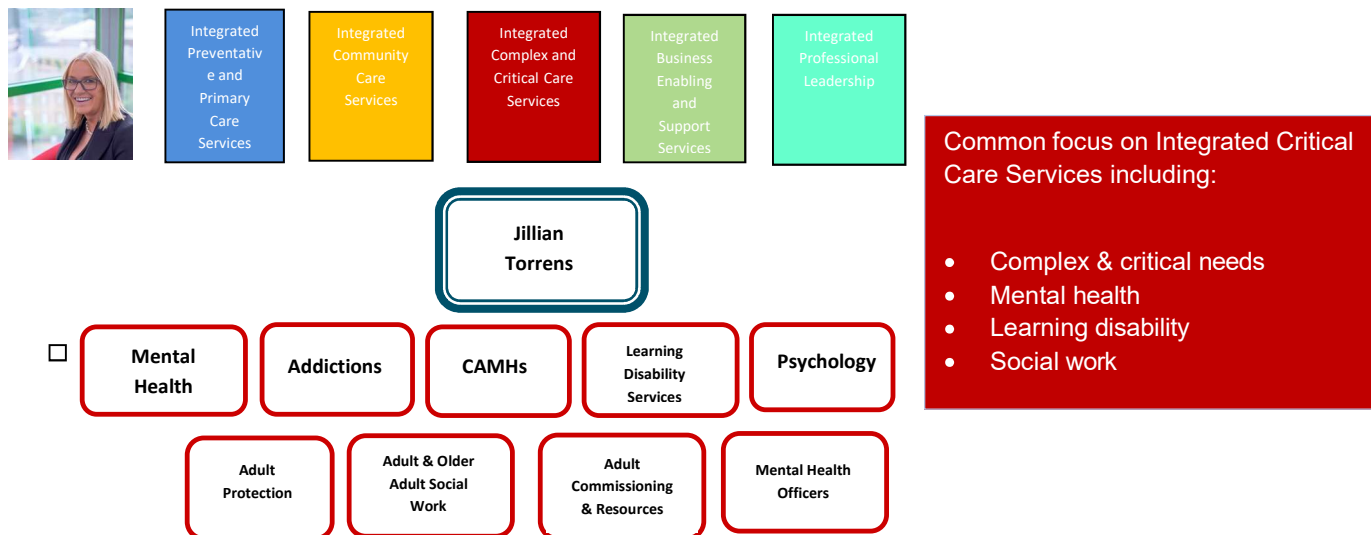 Integrated
Preventativ
e and
Primary
Care
Services
Integrated
Community
Care
Services
Integrated
Complex and
Critical Care
Services
Integrated
Business
Enabling
and
Support
Services
Integrated
Professional
Leadership
Common focus on Integrated Critical
Care Services including:
• Complex & critical needs
• Mental health
• Learning disability
• Social work
Jillian
Torrens
Mental
Health
Addictions
CAMHs
Learning
Disability
Services
Psychology
Adult
Protection
Adult & Older
Adult Social
Work
Adult
Commissioning
& Resources
Mental Health
Officers